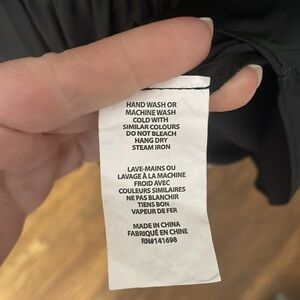 HAND WASH OR
MACHINE WASH
COLD WITH
SIMILAR COLOURS
DO NOT BLEACH
HANG DRY
STEAM IRON
LAVE-MAINS OU
LAVAGE À LA MACHINE
FROID AVEC
COULEURS SIMILAIRES
NE PAS BLANCHIR
TIENS BON
VAPEUR DE FER
MADE IN CHINA
FABRIQUÉ EN CHINE
RN#141698